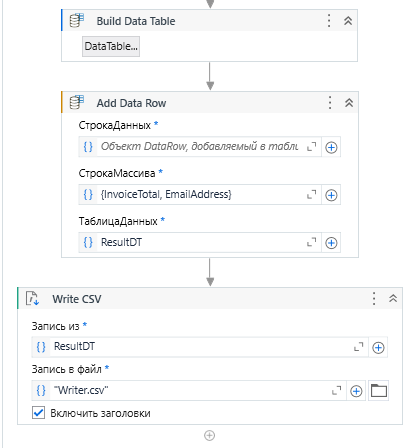 Build Data Table
DataTable...
Add Data Row
СтрокаДанных *
Объект DataRow, добавляемый в табли
СтрокаМассива *
{InvoiceTotal, EmailAddress}
ТаблицаДанных *
ResultDT
Write CSV
Запись из *
ResultDT
Запись в файл *
"Writer.csv"
Включить заголовки